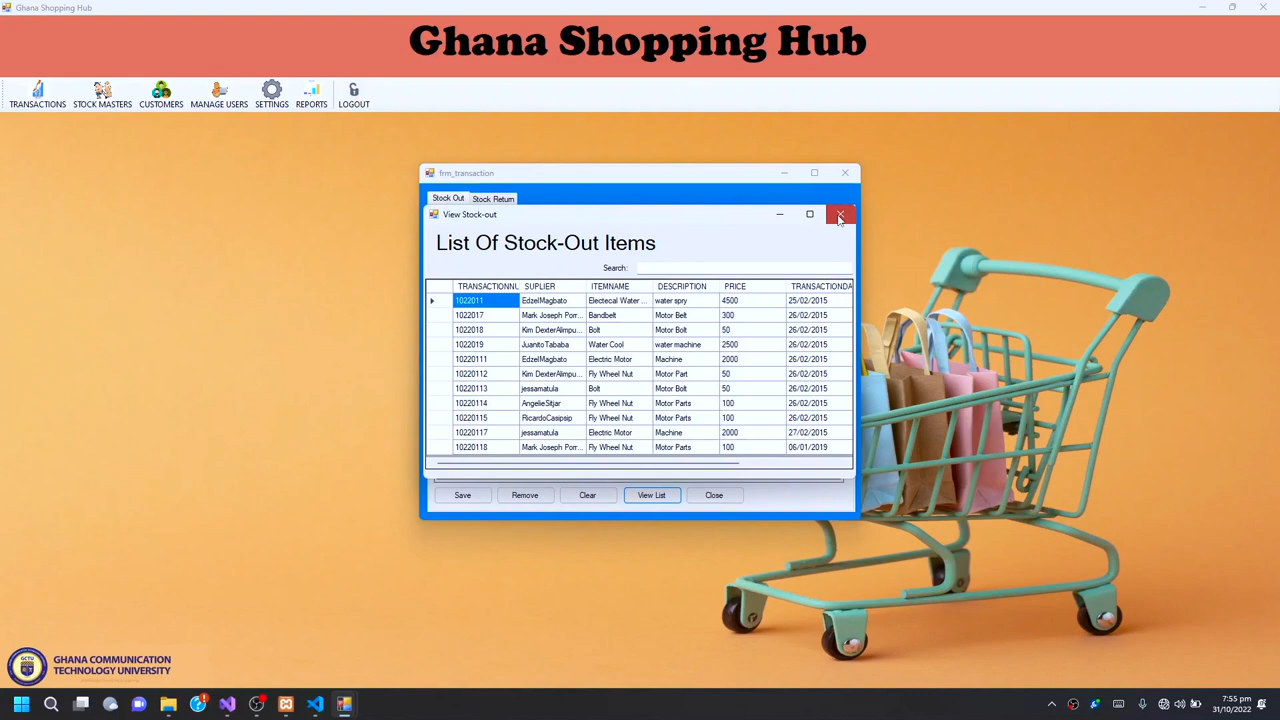 Ghana Shopping Hub
Ghana Shopping Hub
TRANSACTIONS STOCK MASTERS CUSTOMERS MANAGE USERS SETTINGS REPORTS LOGOUT
frm_transaction
Stock Out Stock Return
View Stock-out
List Of Stock-Out Items
Search:
TRANSACTIONNU SUPLIER ITEMNAME DESCRIPTION PRICE TRANSACTIONDA
1022011 EdzelMagbato Electecal Water ... water spry 4500 25/02/2015
1022017 Mark Joseph Porr... Bandbelt Motor Belt 300 26/02/2015
1022018 Kim DexterAlimpu... Bolt Motor Bolt 50 26/02/2015
1022019 JuanitoTababa Water Cool water machine 2500 26/02/2015
10220111 EdzelMagbato Electric Motor Machine 2000 26/02/2015
10220112 Kim DexterAlimpu... Fly Wheel Nut Motor Part 50 26/02/2015
10220113 jessamatula Bolt Motor Bolt 50 26/02/2015
10220114 AngelieSitjar Fly Wheel Nut Motor Parts 100 26/02/2015
10220115 RicardoCasipsip Fly Wheel Nut Motor Parts 100 26/02/2015
10220117 jessamatula Electric Motor Machine 2000 27/02/2015
10220118 Mark Joseph Porr... Fly Wheel Nut Motor Parts 100 06/01/2019
Save Remove Clear View List Close
GCTU
GHANA COMMUNICATION
TECHNOLOGY UNIVERSITY
7:55 pm
31/10/2022